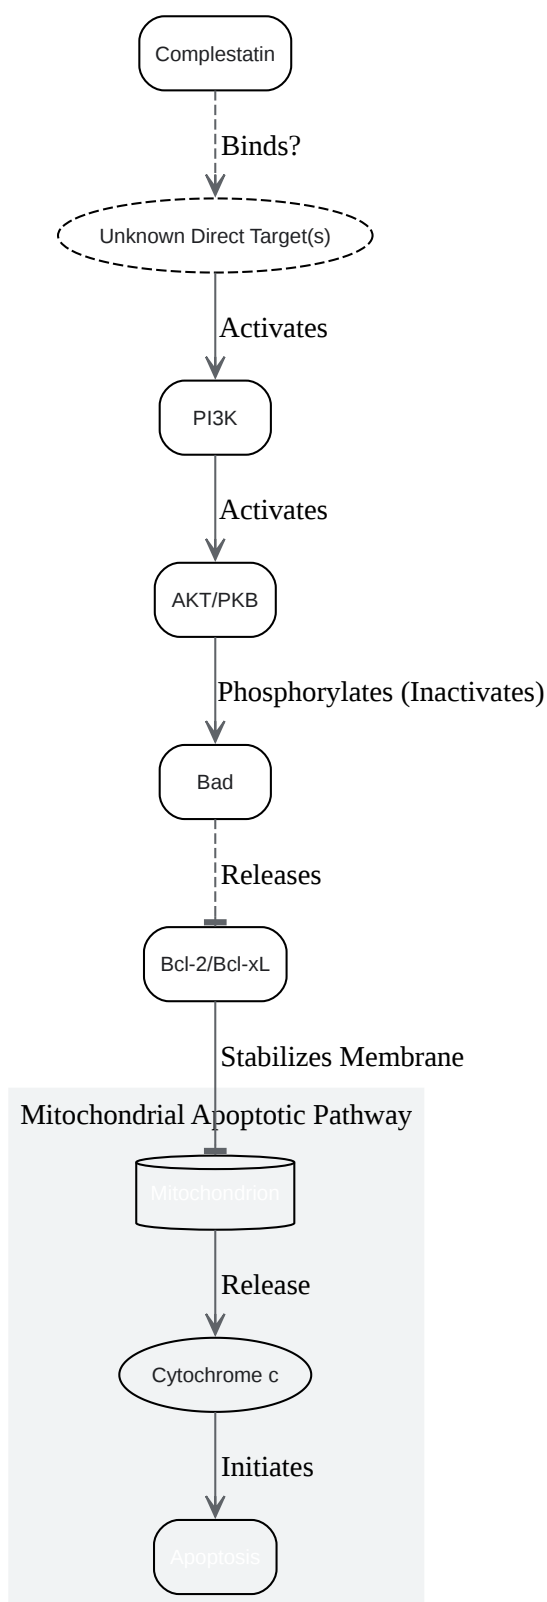 Complestatin
Binds?
Unknown Direct Target(s)
Activates
PI3K
Activates
AKT/PKB
Phosphorylates (Inactivates)
Bad
Releases
Bcl-2/Bcl-xL
Stabilizes Membrane
Mitochondrial Apoptotic Pathway
Mitochondrion
Release
Cytochrome c
Initiates
Apoptosis